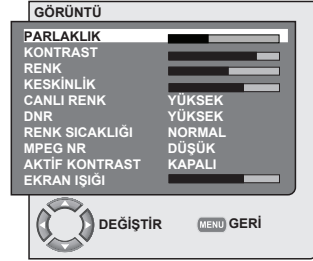 GÖRÜNTÜ
PARLAKLIK
KONTRAST
RENK
KESKİNLİK
CANLI RENK YÜKSEK
DNR YÜKSEK
RENK SICAKLIĞI NORMAL
MPEG NR DÜŞÜK
AKTİF KONTRAST KAPALI
EKRAN IŞIĞI
DEĞİŞTİR MENU GERİ